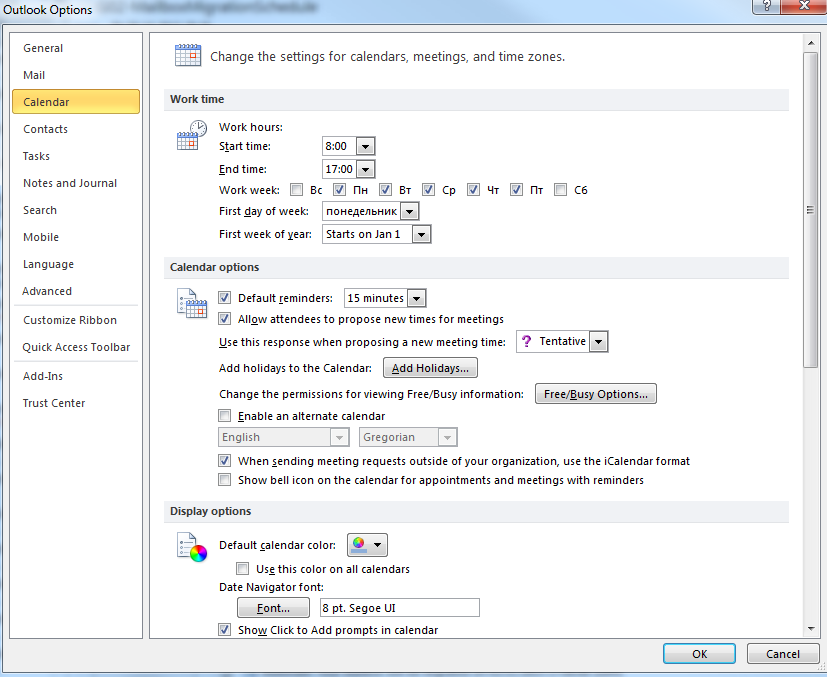 Outlook Options
General
Mail
Calendar
Contacts
Tasks
Notes and Journal
Search
Mobile
Language
Advanced
Customize Ribbon
Quick Access Toolbar
Add-Ins
Trust Center
Change the settings for calendars, meetings, and time zones.
Work time
Work hours:
Start time: 8:00
End time: 17:00
Work week: Вс Пн Вт Ср Чт Пт Сб
First day of week: понедельник
First week of year: Starts on Jan 1
Calendar options
Default reminders: 15 minutes
Allow attendees to propose new times for meetings
Use this response when proposing a new meeting time: ? Tentative
Add holidays to the Calendar: Add Holidays...
Change the permissions for viewing Free/Busy information: Free/Busy Options...
Enable an alternate calendar
English Gregorian
When sending meeting requests outside of your organization, use the iCalendar format
Show bell icon on the calendar for appointments and meetings with reminders
Display options
Default calendar color:
Use this color on all calendars
Date Navigator font:
Font... 8 pt. Segoe UI
Show Click to Add prompts in calendar
OK Cancel